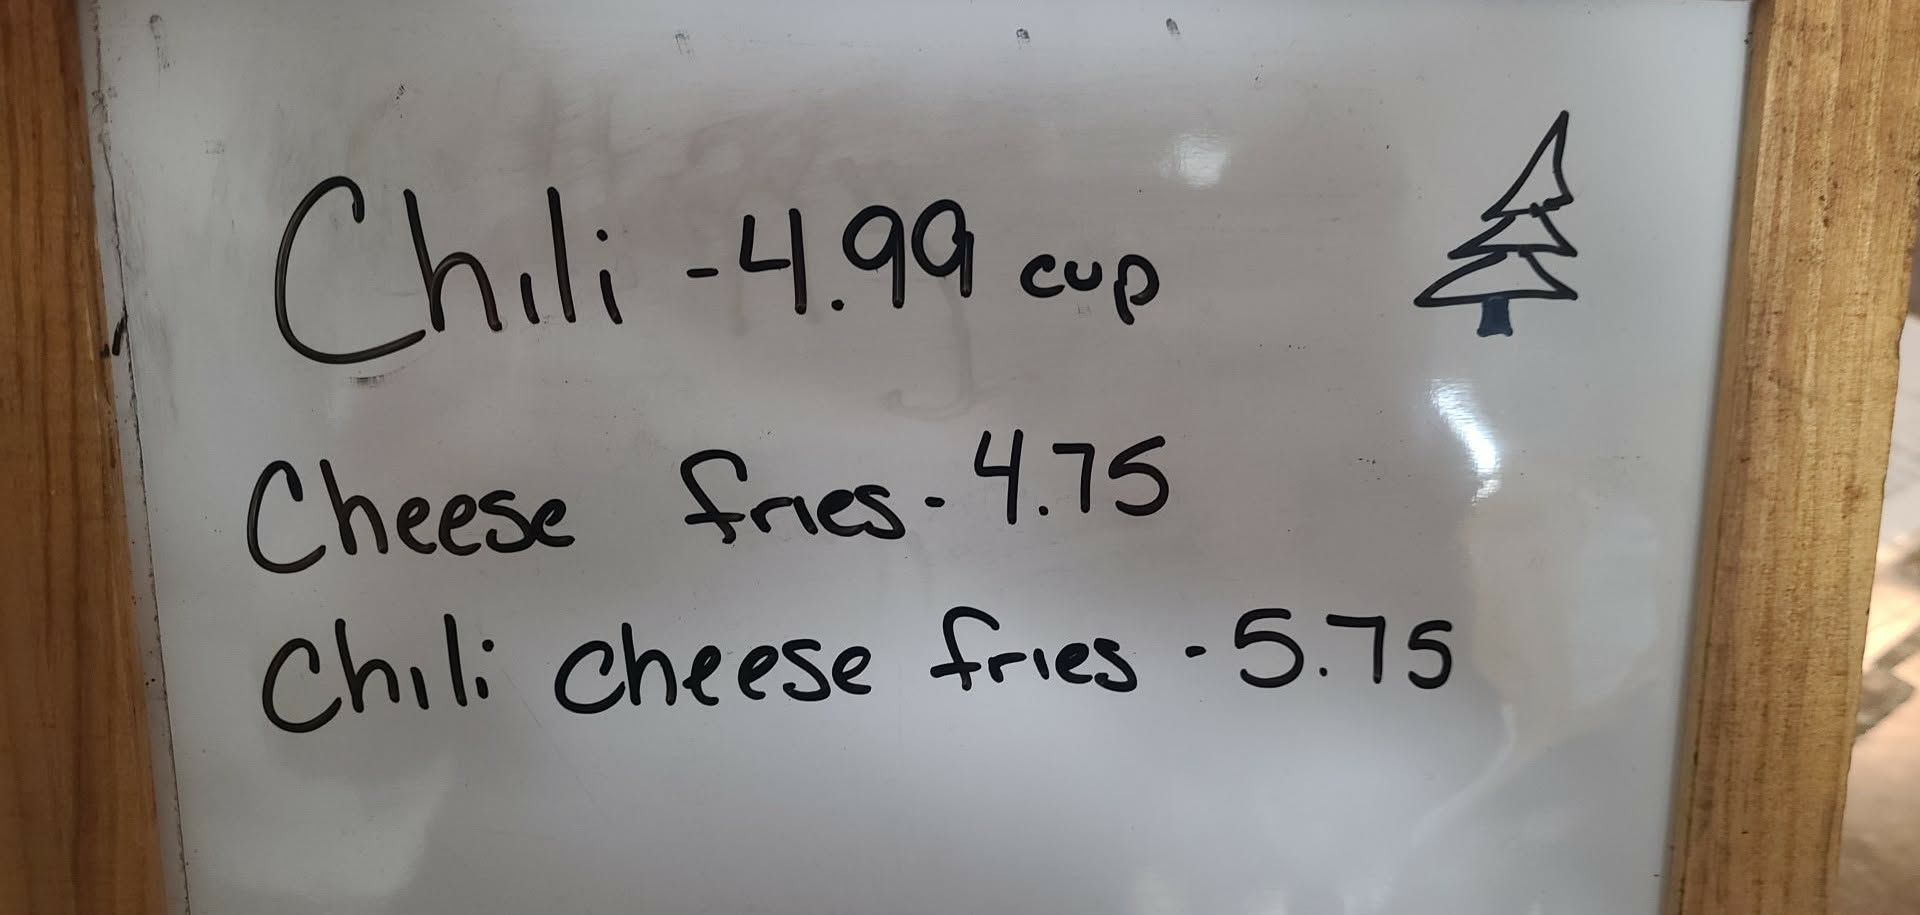 Chili - 4.99 cup
Cheese fries - 4.75
Chili cheese fries - 5.75